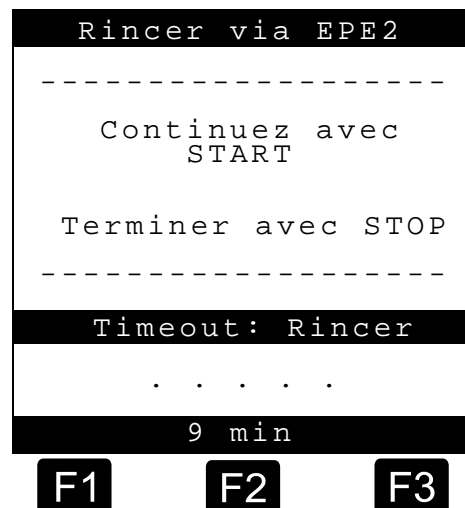 Rincer via EPE2
-------------------
Continuez avec
START
Terminer avec STOP
-------------------
Timeout: Rincer
. . . . .
9 min
F1 F2 F3